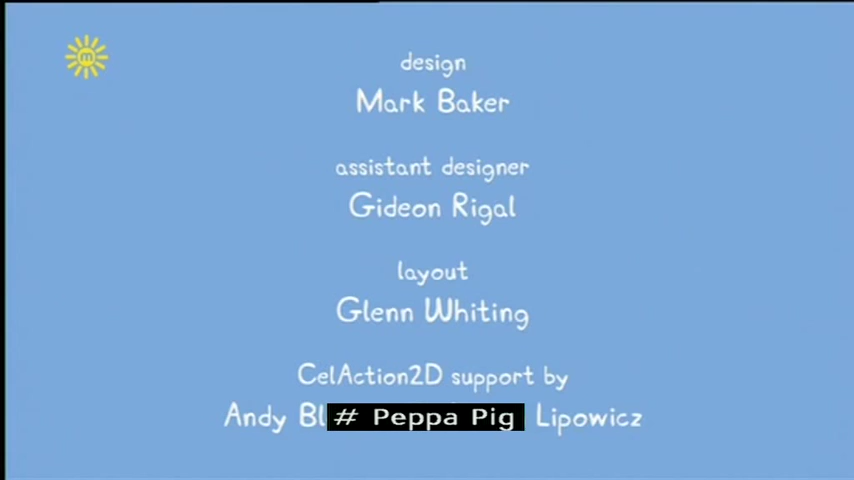 m
design
Mark Baker
assistant designer
Gideon Rigal
layout
Glenn Whiting
CelAction2D support by
Andy Bl # Peppa Pig Lipowicz